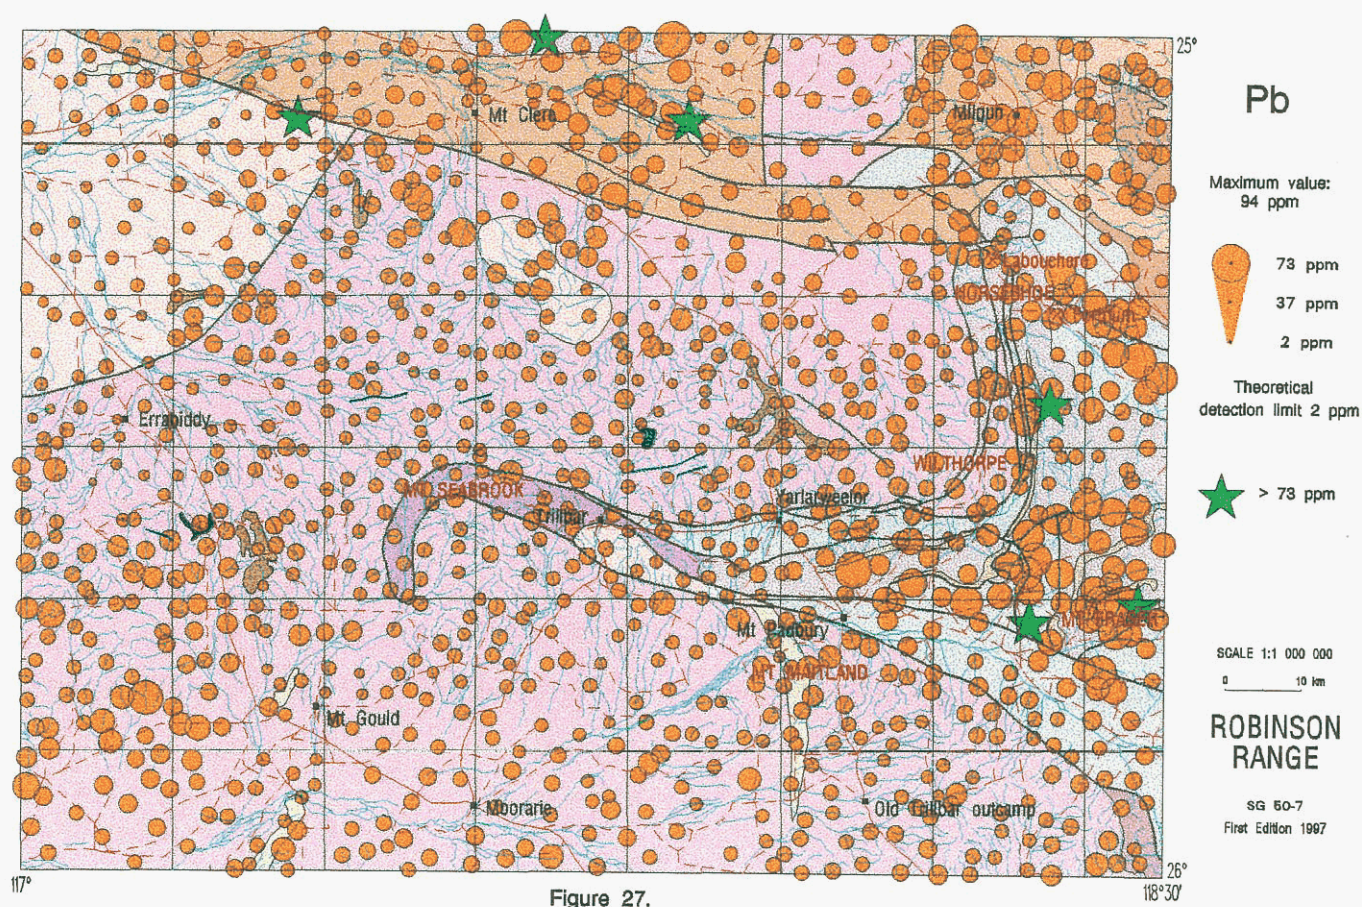 25°
Pb
Mt Clere
Milgun
Maximum value:
94 ppm
73 ppm
37 ppm
2 ppm
Labouchere
HORSESHOE
Theoretical
detection limit 2 ppm
Errabiddy
WILTHORPE
> 73 ppm
MT SEABROOK
Yarlarweelor
Trillbar
Mt Padbury
MT MAITLAND
SCALE 1:1 000 000
0 10 km
Mt Gould
ROBINSON
RANGE
Moorarie
Old Trillbar outcamp
SG 50-7
First Edition 1997
117°
26°
118°30'
Figure 27.